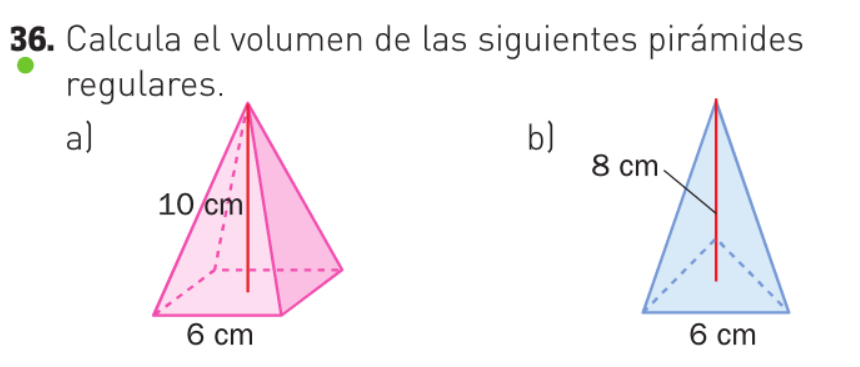 36. Calcula el volumen de las siguientes pirámides
regulares.
a)
10 cm
6 cm
b)
8 cm
6 cm